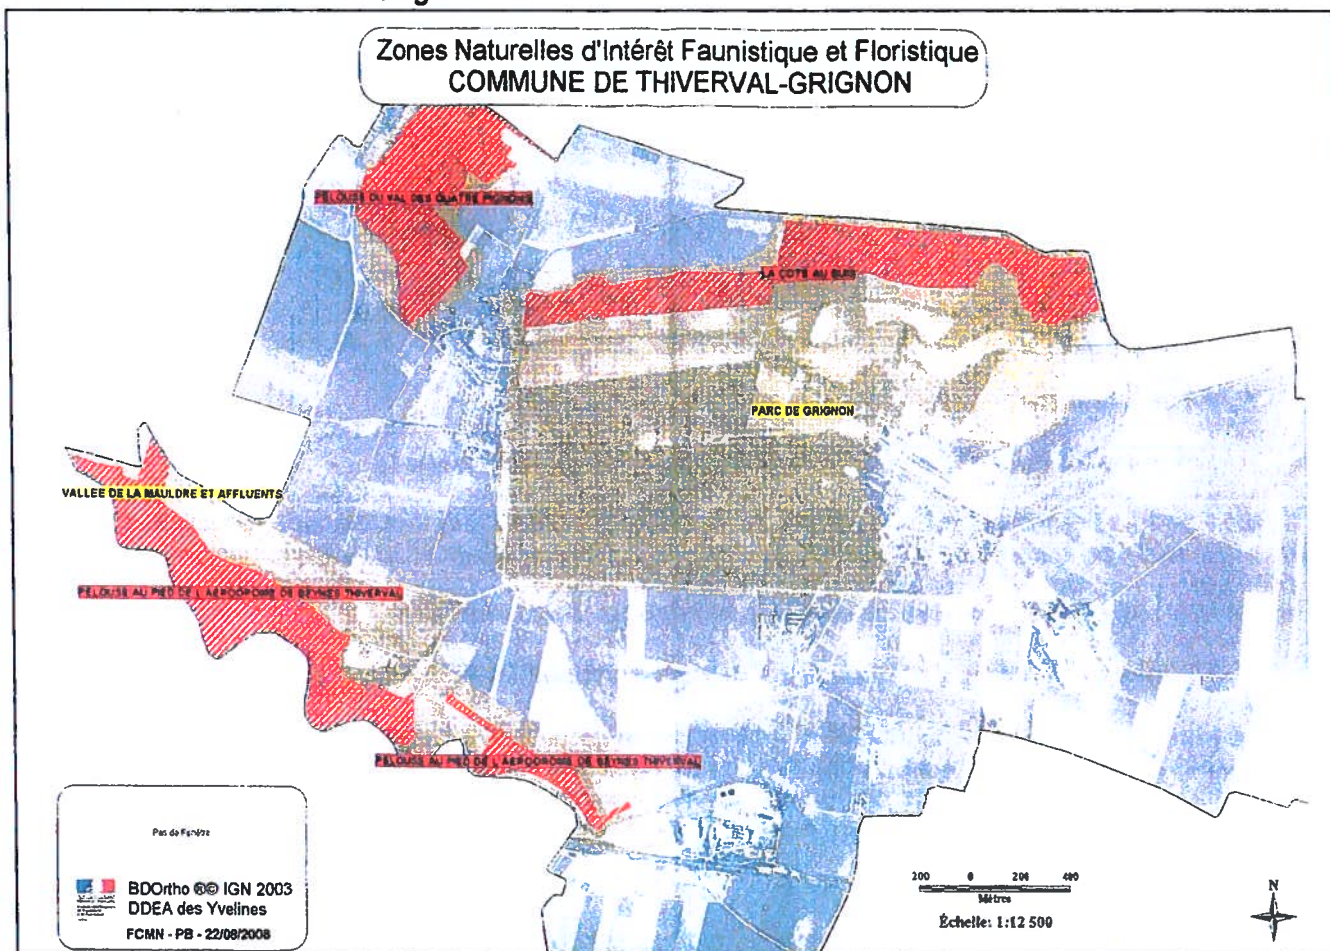 Zones Naturelles d'Intérêt Faunistique et Floristique
COMMUNE DE THIVERVAL-GRIGNON
PELOUSE DU VAL DES QUATRE PIGNONS
LA COTE AU BUIS
PARC DE GRIGNON
VALLEE DE LA MAULDRE ET AFFLUENTS
PELOUSE AU PIED DE L AERODROME DE BEYNES THIVERVAL
PELOUSE AU PIED DE L AERODROME DE BEYNES THIVERVAL
Pas de Fenêtre
BDOrtho ®© IGN 2003
DDEA des Yvelines
FCMN - PB - 22/08/2008
200 0 200 400
Mètres
Échelle: 1:12 500
N